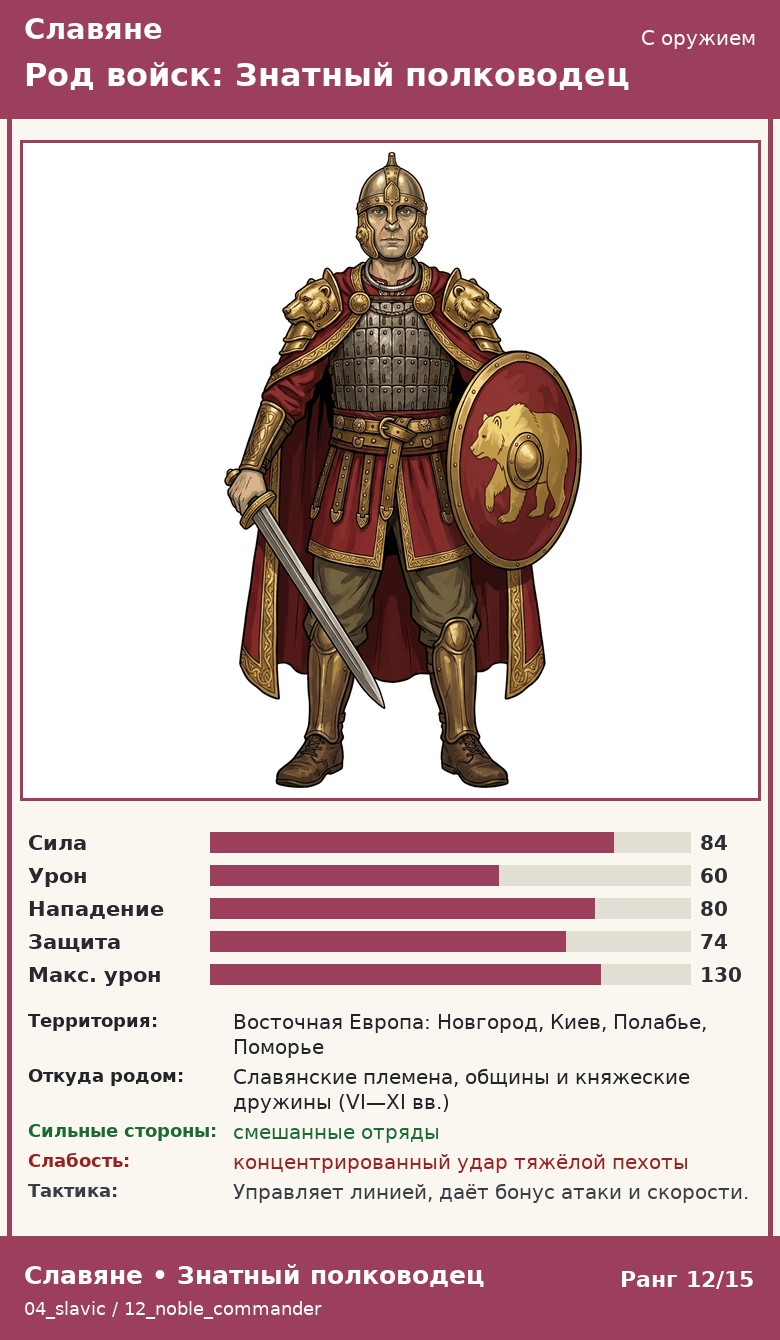 Славяне
С оружием
Род войск: Знатный полководец
Сила 84
Урон 60
Нападение 80
Защита 74
Макс. урон 130
Территория: Восточная Европа: Новгород, Киев, Полабье,
Поморье
Откуда родом: Славянские племена, общины и княжеские
дружины (VI—XI вв.)
Сильные стороны: смешанные отряды
Слабость: концентрированный удар тяжёлой пехоты
Тактика: Управляет линией, даёт бонус атаки и скорости.
Славяне • Знатный полководец
Ранг 12/15
04_slavic / 12_noble_commander